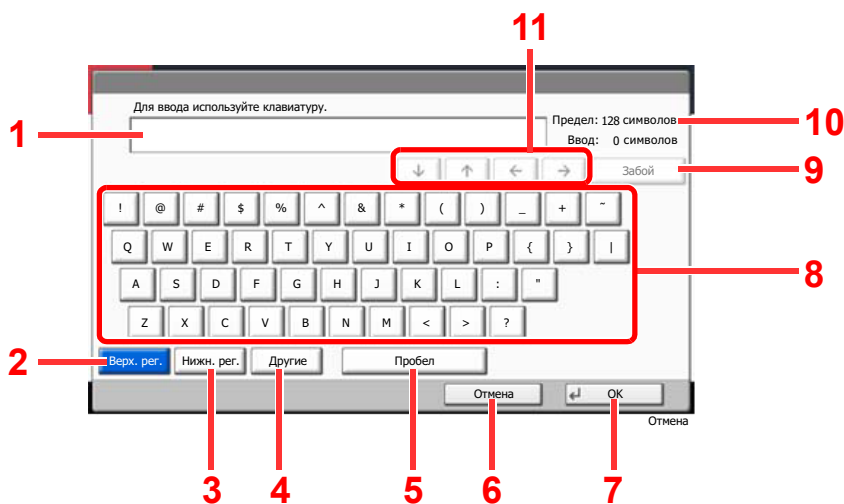 11
Для ввода используйте клавиатуру.
1
Предел: 128 символов
10
Ввод: 0 символов
↓ ↑ ← → Забой
9
! @ # $ % ^ & * ( ) _ + ~
Q W E R T Y U I O P { } |
8
A S D F G H J K L : "
Z X C V B N M < > ?
2
Верх. рег. Нижн. рег. Другие Пробел
Отмена ↵ OK
Отмена
3 4 5 6 7